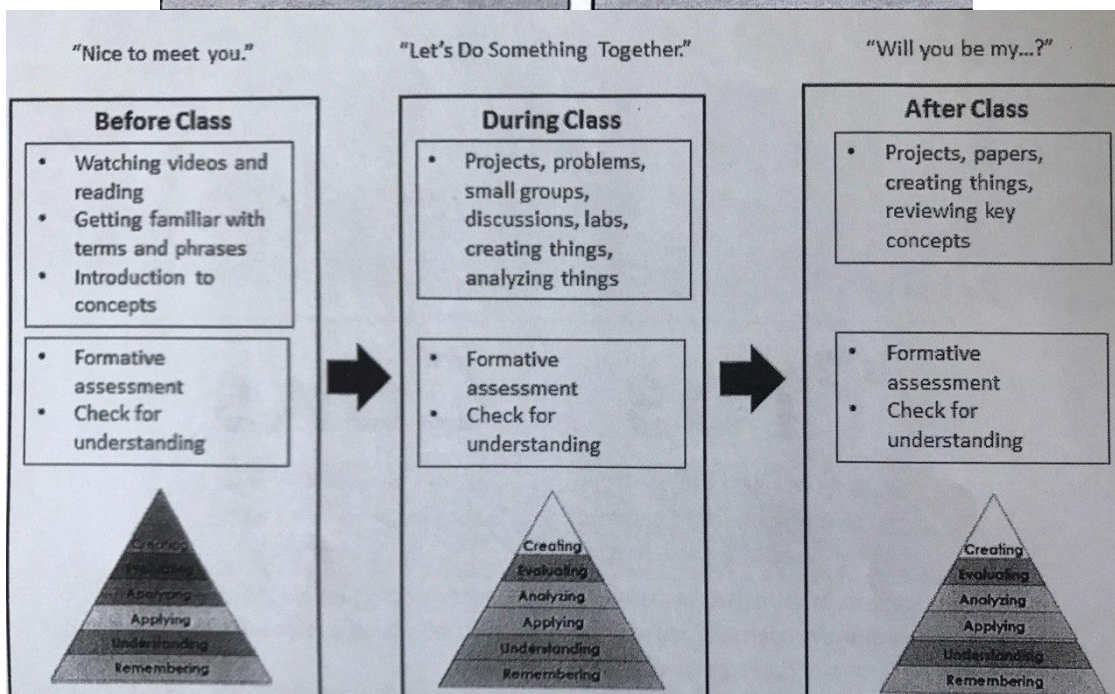 "Nice to meet you."
"Let's Do Something Together."
"Will you be my...?"
Before Class
• Watching videos and
reading
• Getting familiar with
terms and phrases
• Introduction to
concepts
• Formative
assessment
• Check for
understanding
Creating
Evaluating
Analyzing
Applying
Understanding
Remembering
During Class
• Projects, problems,
small groups,
discussions, labs,
creating things,
analyzing things
• Formative
assessment
• Check for
understanding
Creating
Evaluating
Analyzing
Applying
Understanding
Remembering
After Class
• Projects, papers,
creating things,
reviewing key
concepts
• Formative
assessment
• Check for
understanding
Creating
Evaluating
Analyzing
Applying
Understanding
Remembering